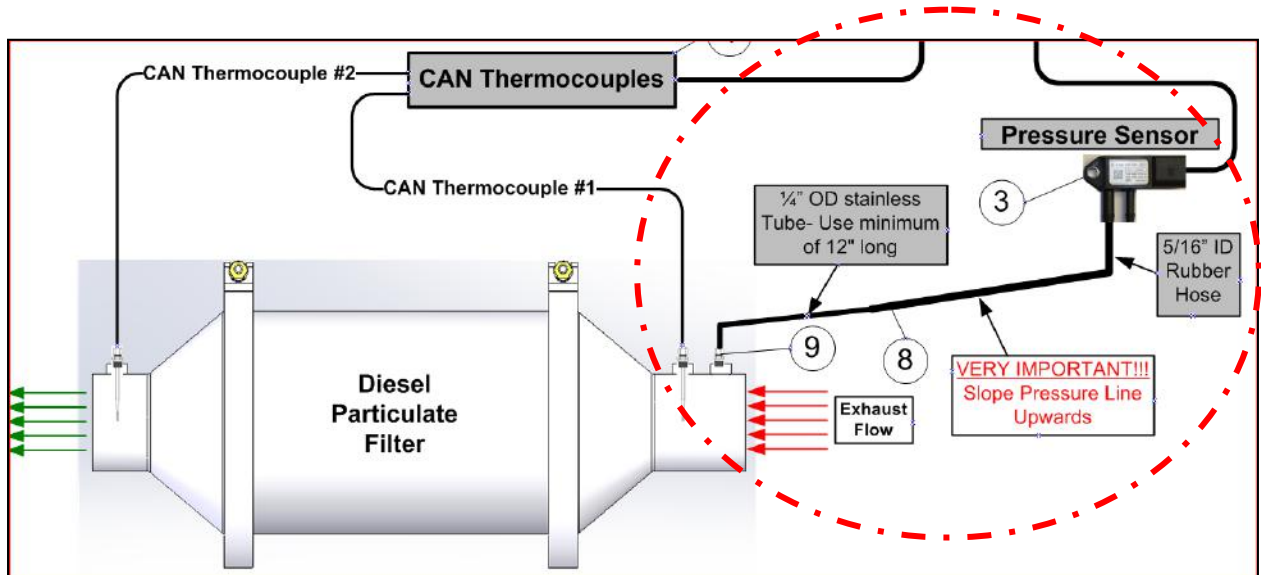 CAN Thermocouple #2
CAN Thermocouples
Pressure Sensor
CAN Thermocouple #1
3
¼" OD stainless
Tube- Use minimum
of 12" long
5/16" ID
Rubber
Hose
9
8
Diesel
Particulate
Filter
VERY IMPORTANT!!!
Slope Pressure Line
Upwards
Exhaust
Flow